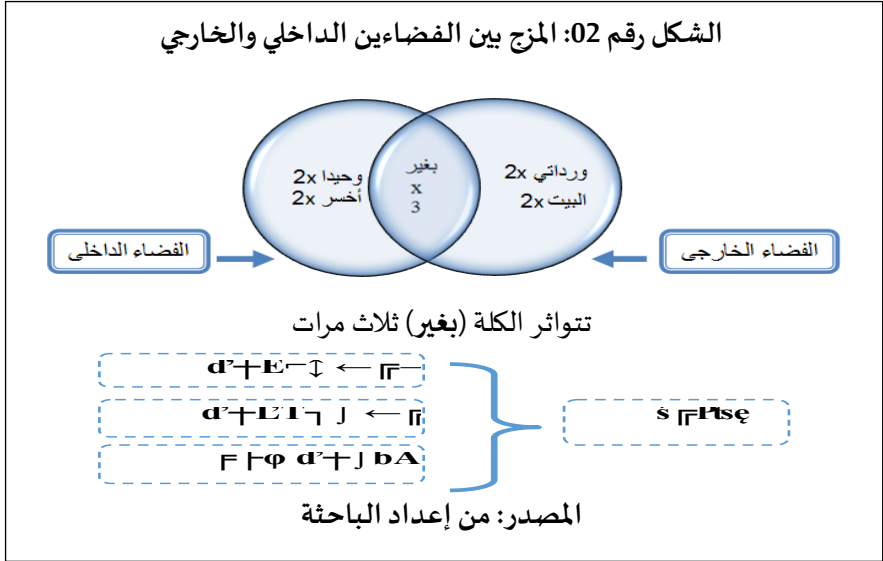 الشكل رقم 02: المزج بين الفضاءين الداخلي والخارجي
ورداتي 2x
البيت 2x
بغير
x
3
وحيدا 2x
أخسر 2x
الفضاء الخارجي
الفضاء الداخلي
تتواثر الكلة (بغير) ثلاث مرات
المصدر: من إعداد الباحثة